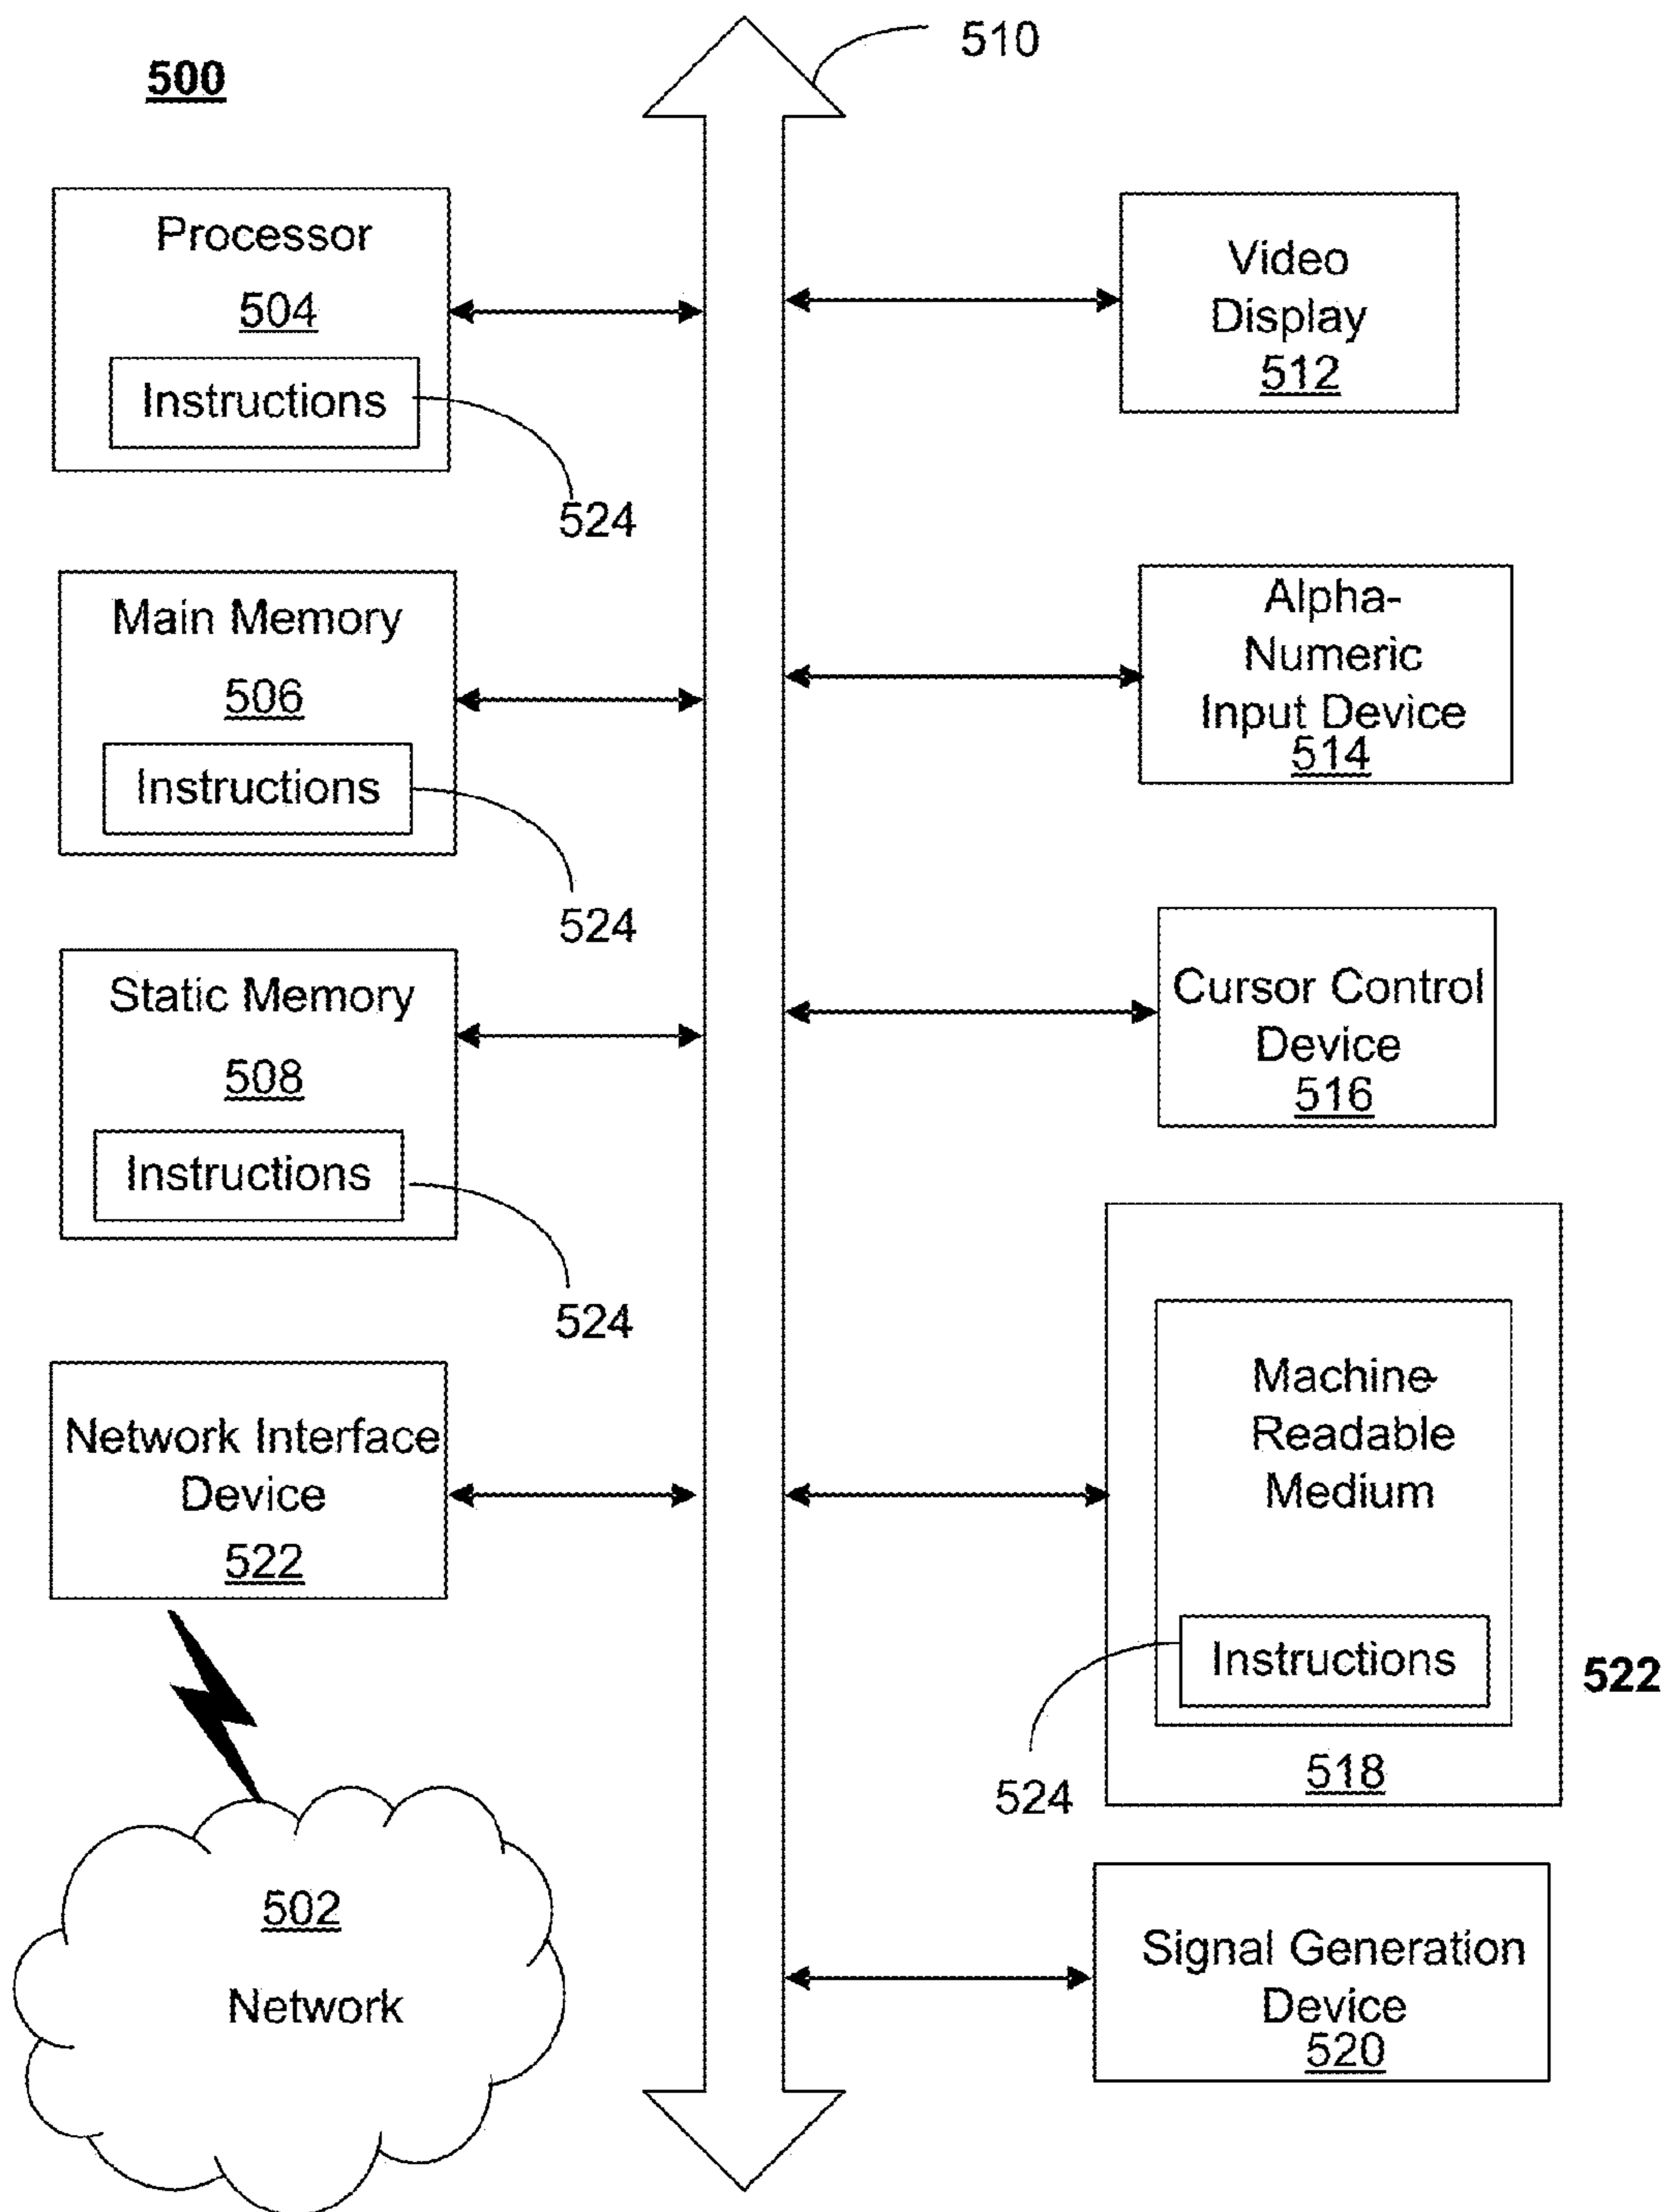 500
510
Processor
504
Instructions
524
Main Memory
506
Instructions
524
Static Memory
508
Instructions
524
Network Interface
Device
522
502
Network
Video
Display
512
Alpha-
Numeric
Input Device
514
Cursor Control
Device
516
Machine-
Readable
Medium
Instructions
522
524
518
Signal Generation
Device
520